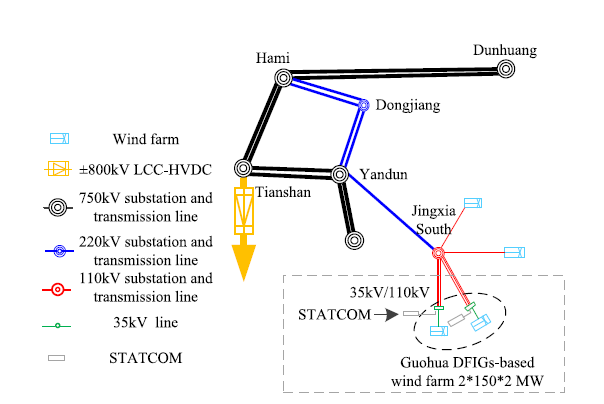 Hami
Dunhuang
Dongjiang
Wind farm
±800kV LCC-HVDC
Tianshan
Yandun
750kV substation and
transmission line
Jingxia
South
220kV substation and
transmission line
110kV substation and
transmission line
35kV/110kV
35kV line
STATCOM
STATCOM
Guohua DFIGs-based
wind farm 2*150*2 MW